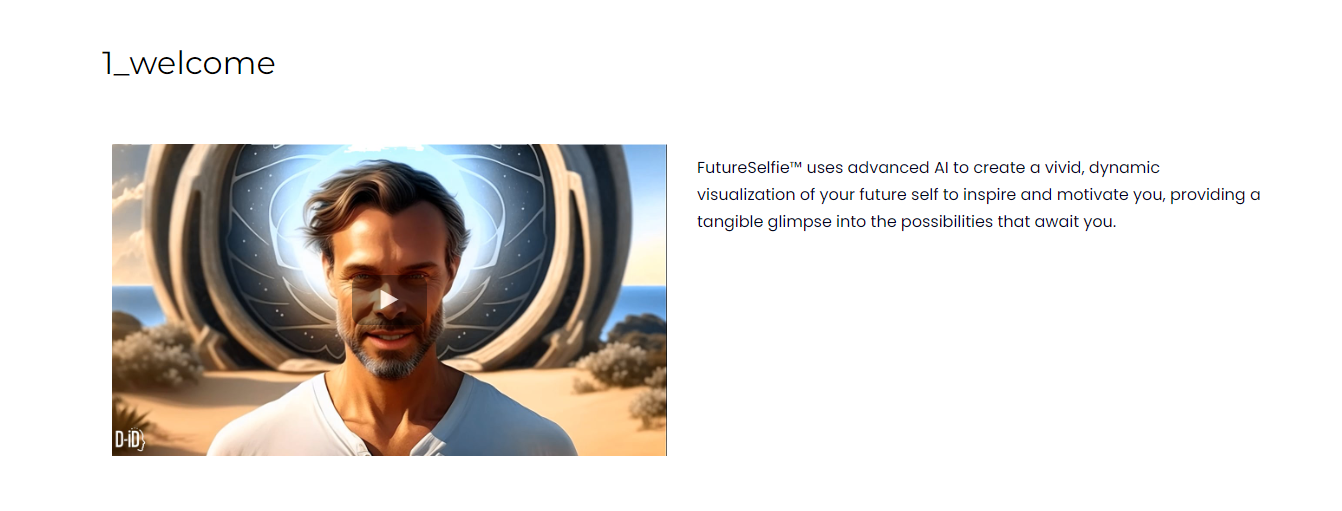 1_welcome
FutureSelfie™ uses advanced AI to create a vivid, dynamic
visualization of your future self to inspire and motivate you, providing a
tangible glimpse into the possibilities that await you.
D-iD}